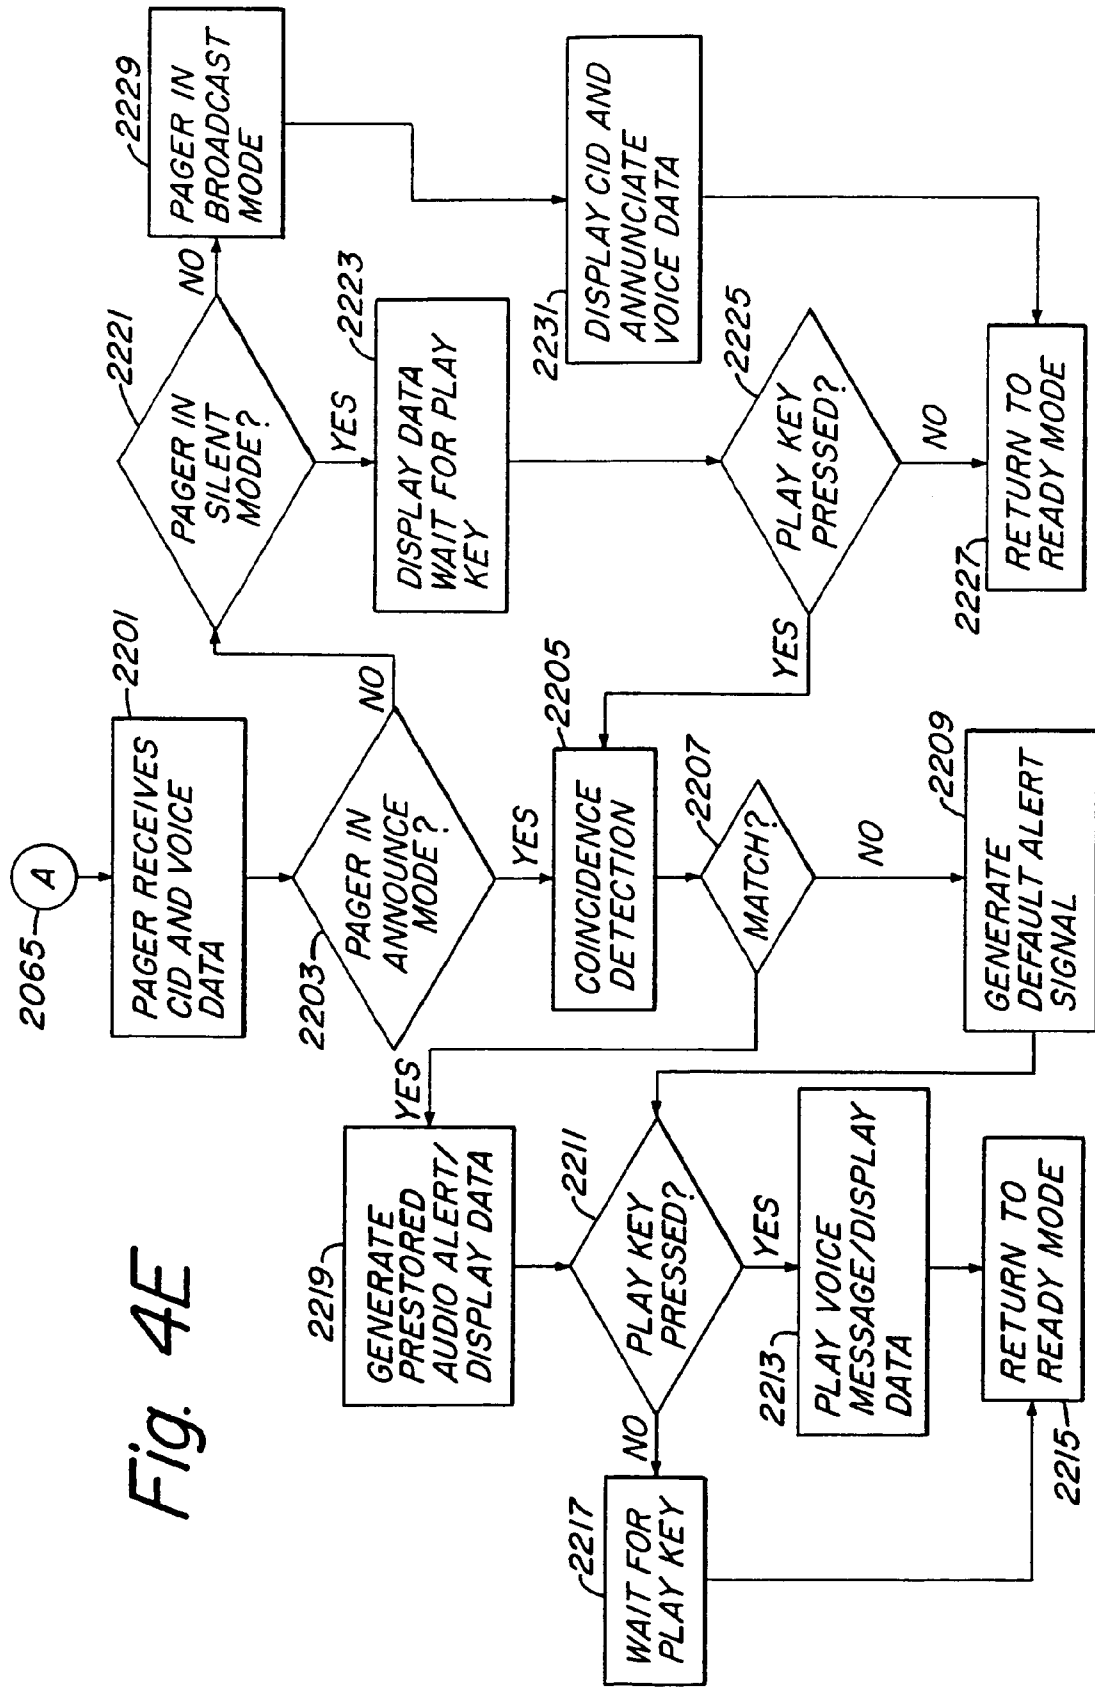 Fig. 4E
2065
A
2201
PAGER RECEIVES
CID AND VOICE
DATA
2203
PAGER IN
ANNOUNCE
MODE?
NO
YES
2221
PAGER IN
SILENT
MODE?
NO
YES
2229
PAGER IN
BROADCAST
MODE
2223
DISPLAY DATA
WAIT FOR PLAY
KEY
2231
DISPLAY CID AND
ANNUNCIATE
VOICE DATA
2205
COINCIDENCE
DETECTION
2225
PLAY KEY
PRESSED?
YES
NO
2207
MATCH?
YES
NO
2219
GENERATE
PRESTORED
AUDIO ALERT/
DISPLAY DATA
2209
GENERATE
DEFAULT ALERT
SIGNAL
2227
RETURN TO
READY MODE
2211
PLAY KEY
PRESSED?
NO
YES
2217
WAIT FOR
PLAY KEY
2213
PLAY VOICE
MESSAGE/DISPLAY
DATA
2215
RETURN TO
READY MODE